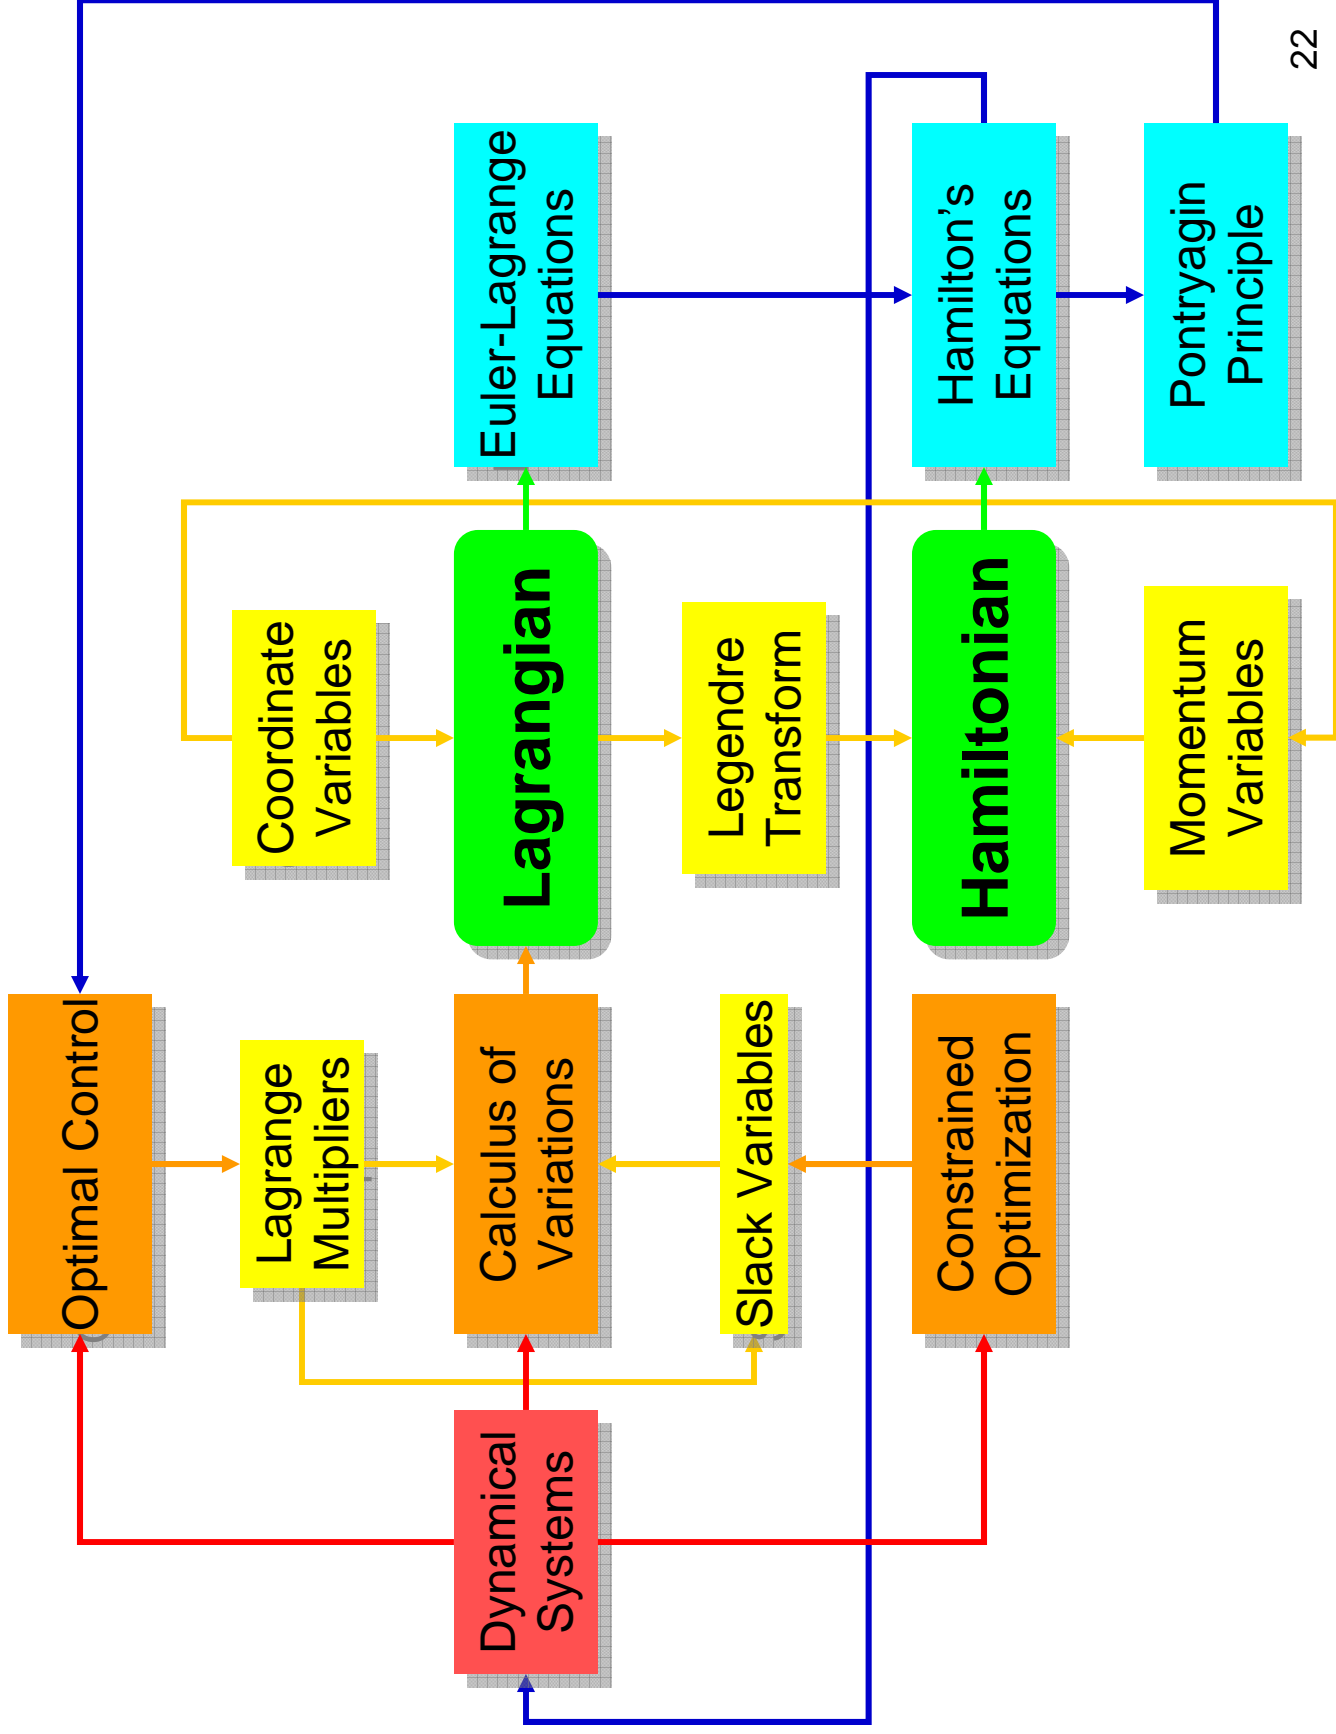 Optimal Control
Lagrange
Multipliers
Coordinate
Variables
Dynamical
Systems
Calculus of
Variations
Lagrangian
Euler-Lagrange
Equations
Slack Variables
Legendre
Transform
Constrained
Optimization
Hamiltonian
Hamilton’s
Equations
Momentum
Variables
Pontryagin
Principle
22